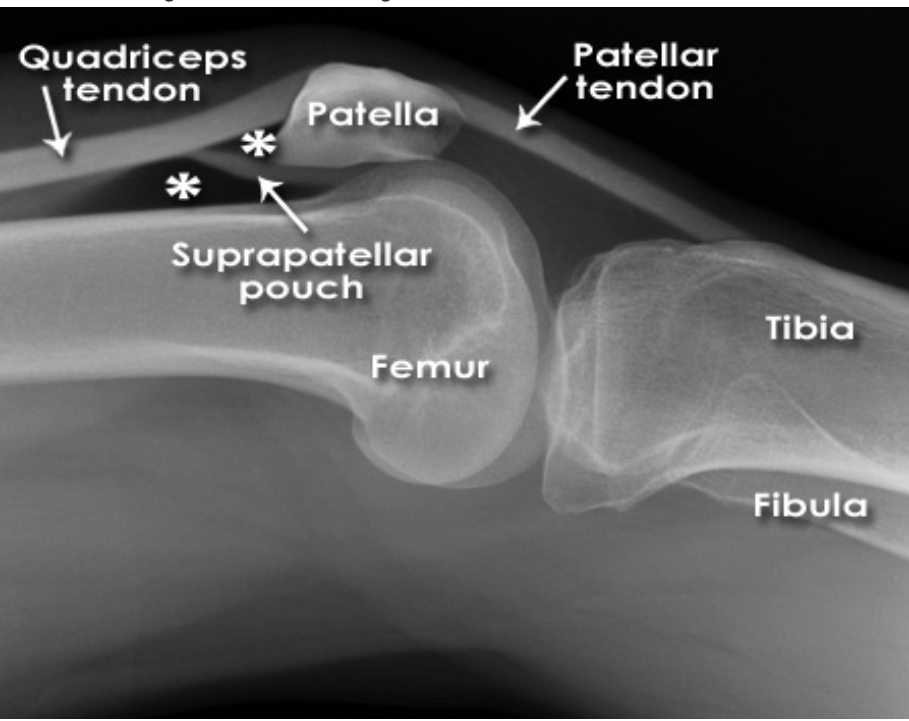 Quadriceps
tendon
Patellar
tendon
Patella
*
*
Suprapatellar
pouch
Tibia
Femur
Fibula